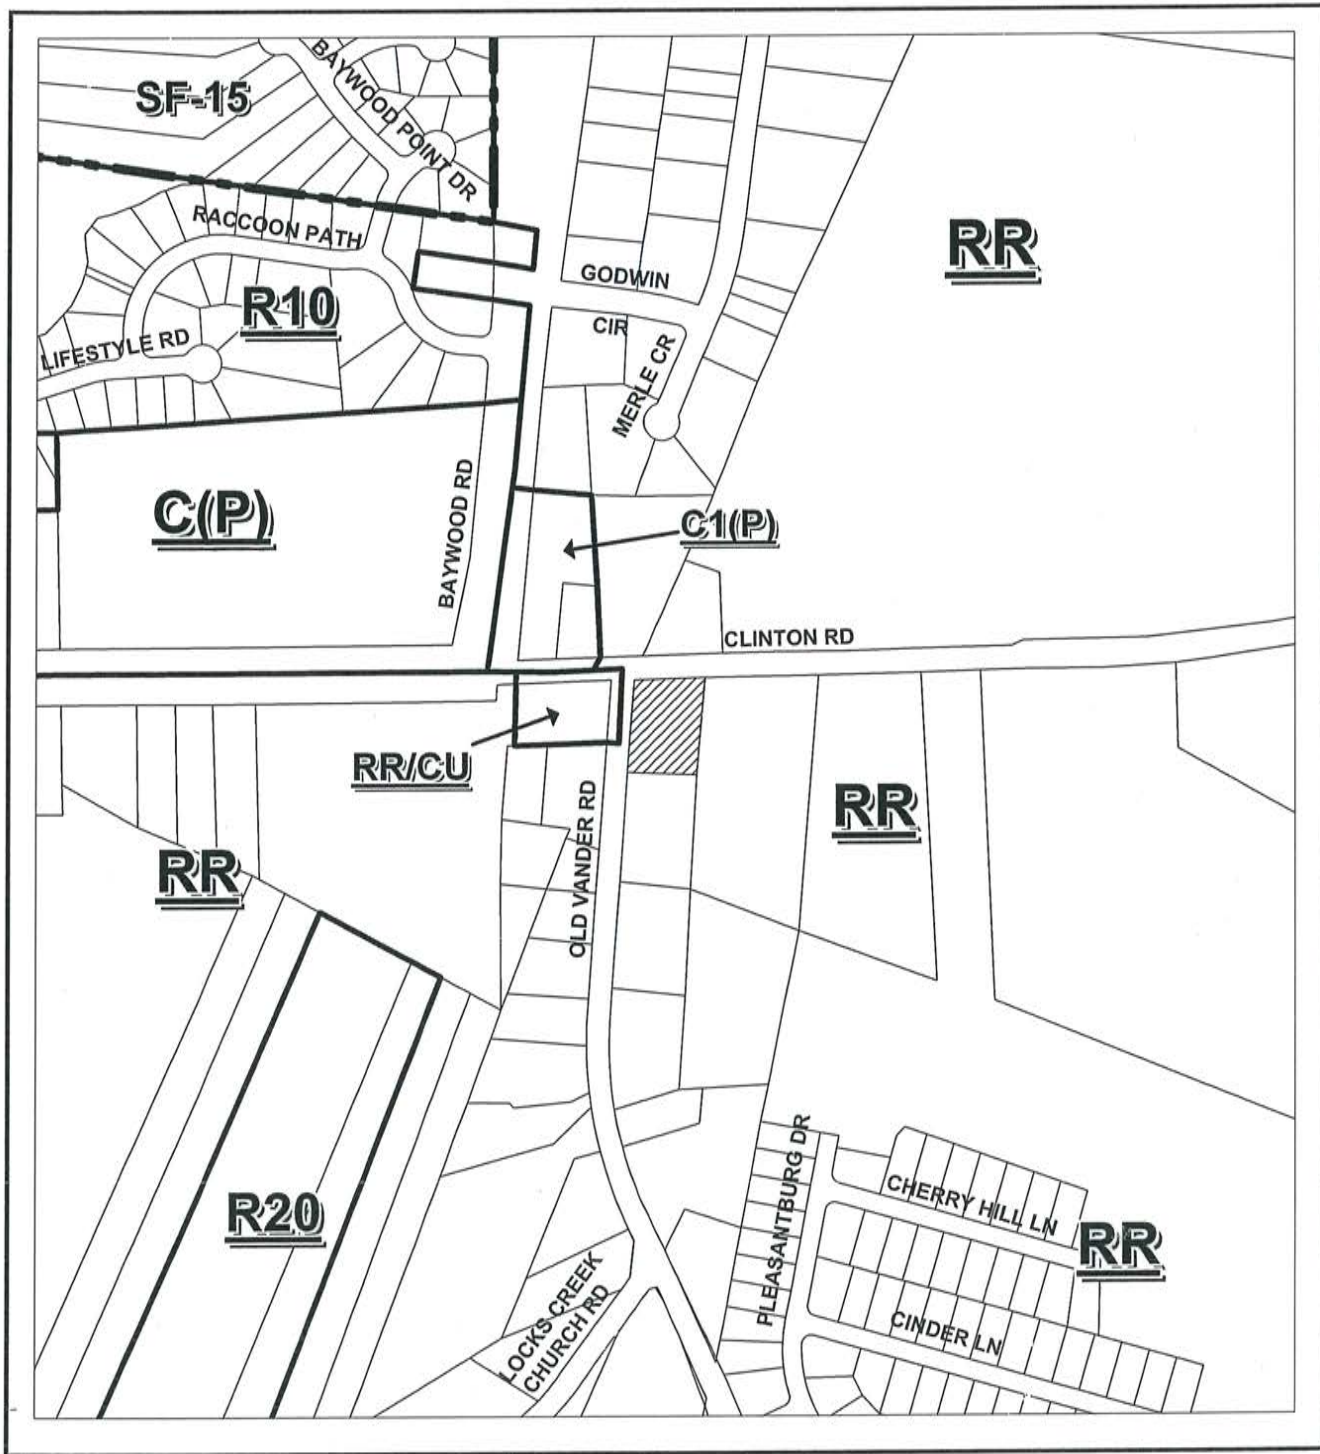 BAYWOOD POINT DR
SF-15
RACCOON PATH
RR
GODWIN
R10
CIR
LIFESTYLE RD
MERLE CR
C(P)
BAYWOOD RD
C1(P)
CLINTON RD
RR/CU
OLD VANDER RD
RR
RR
R20
PLEASANTBURG DR
CHERRY HILL LN
RR
LOCKS CREEK
CHURCH RD
CINDER LN